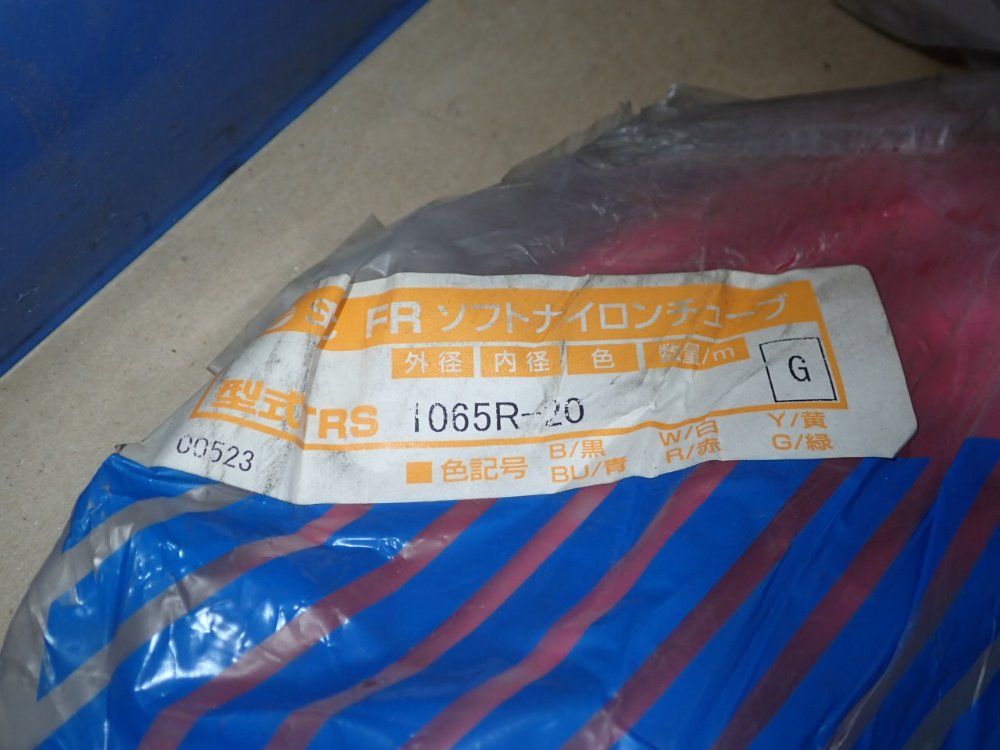 FR ソフトナイロンチューブ
外径 内径 色 数量/m
G
型式 TRS 1065R-20
00523
■色記号 B/黒 W/白 Y/黄
BU/青 R/赤 G/緑